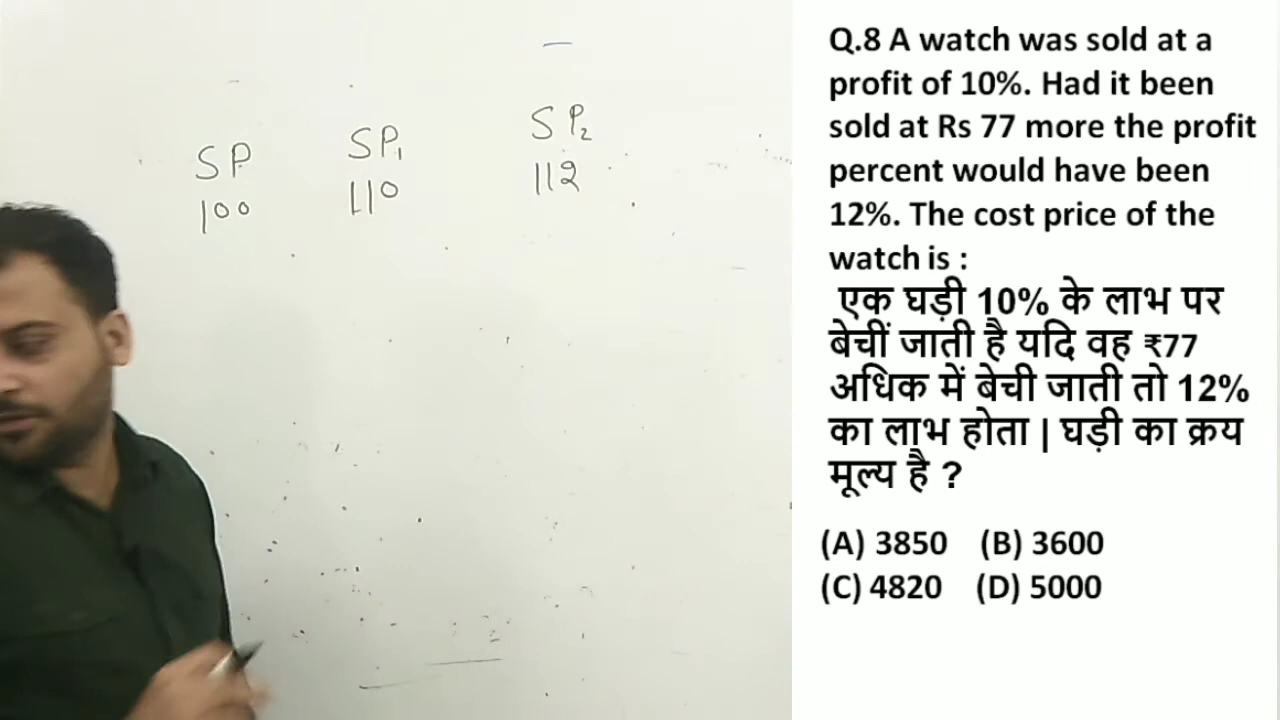 SP SP₁ SP₂
100 110 112
Q.8 A watch was sold at a
profit of 10%. Had it been
sold at Rs 77 more the profit
percent would have been
12%. The cost price of the
watch is :
एक घड़ी 10% के लाभ पर
बेचीं जाती है यदि वह ₹77
अधिक में बेची जाती तो 12%
का लाभ होता | घड़ी का क्रय
मूल्य है ?
(A) 3850 (B) 3600
(C) 4820 (D) 5000